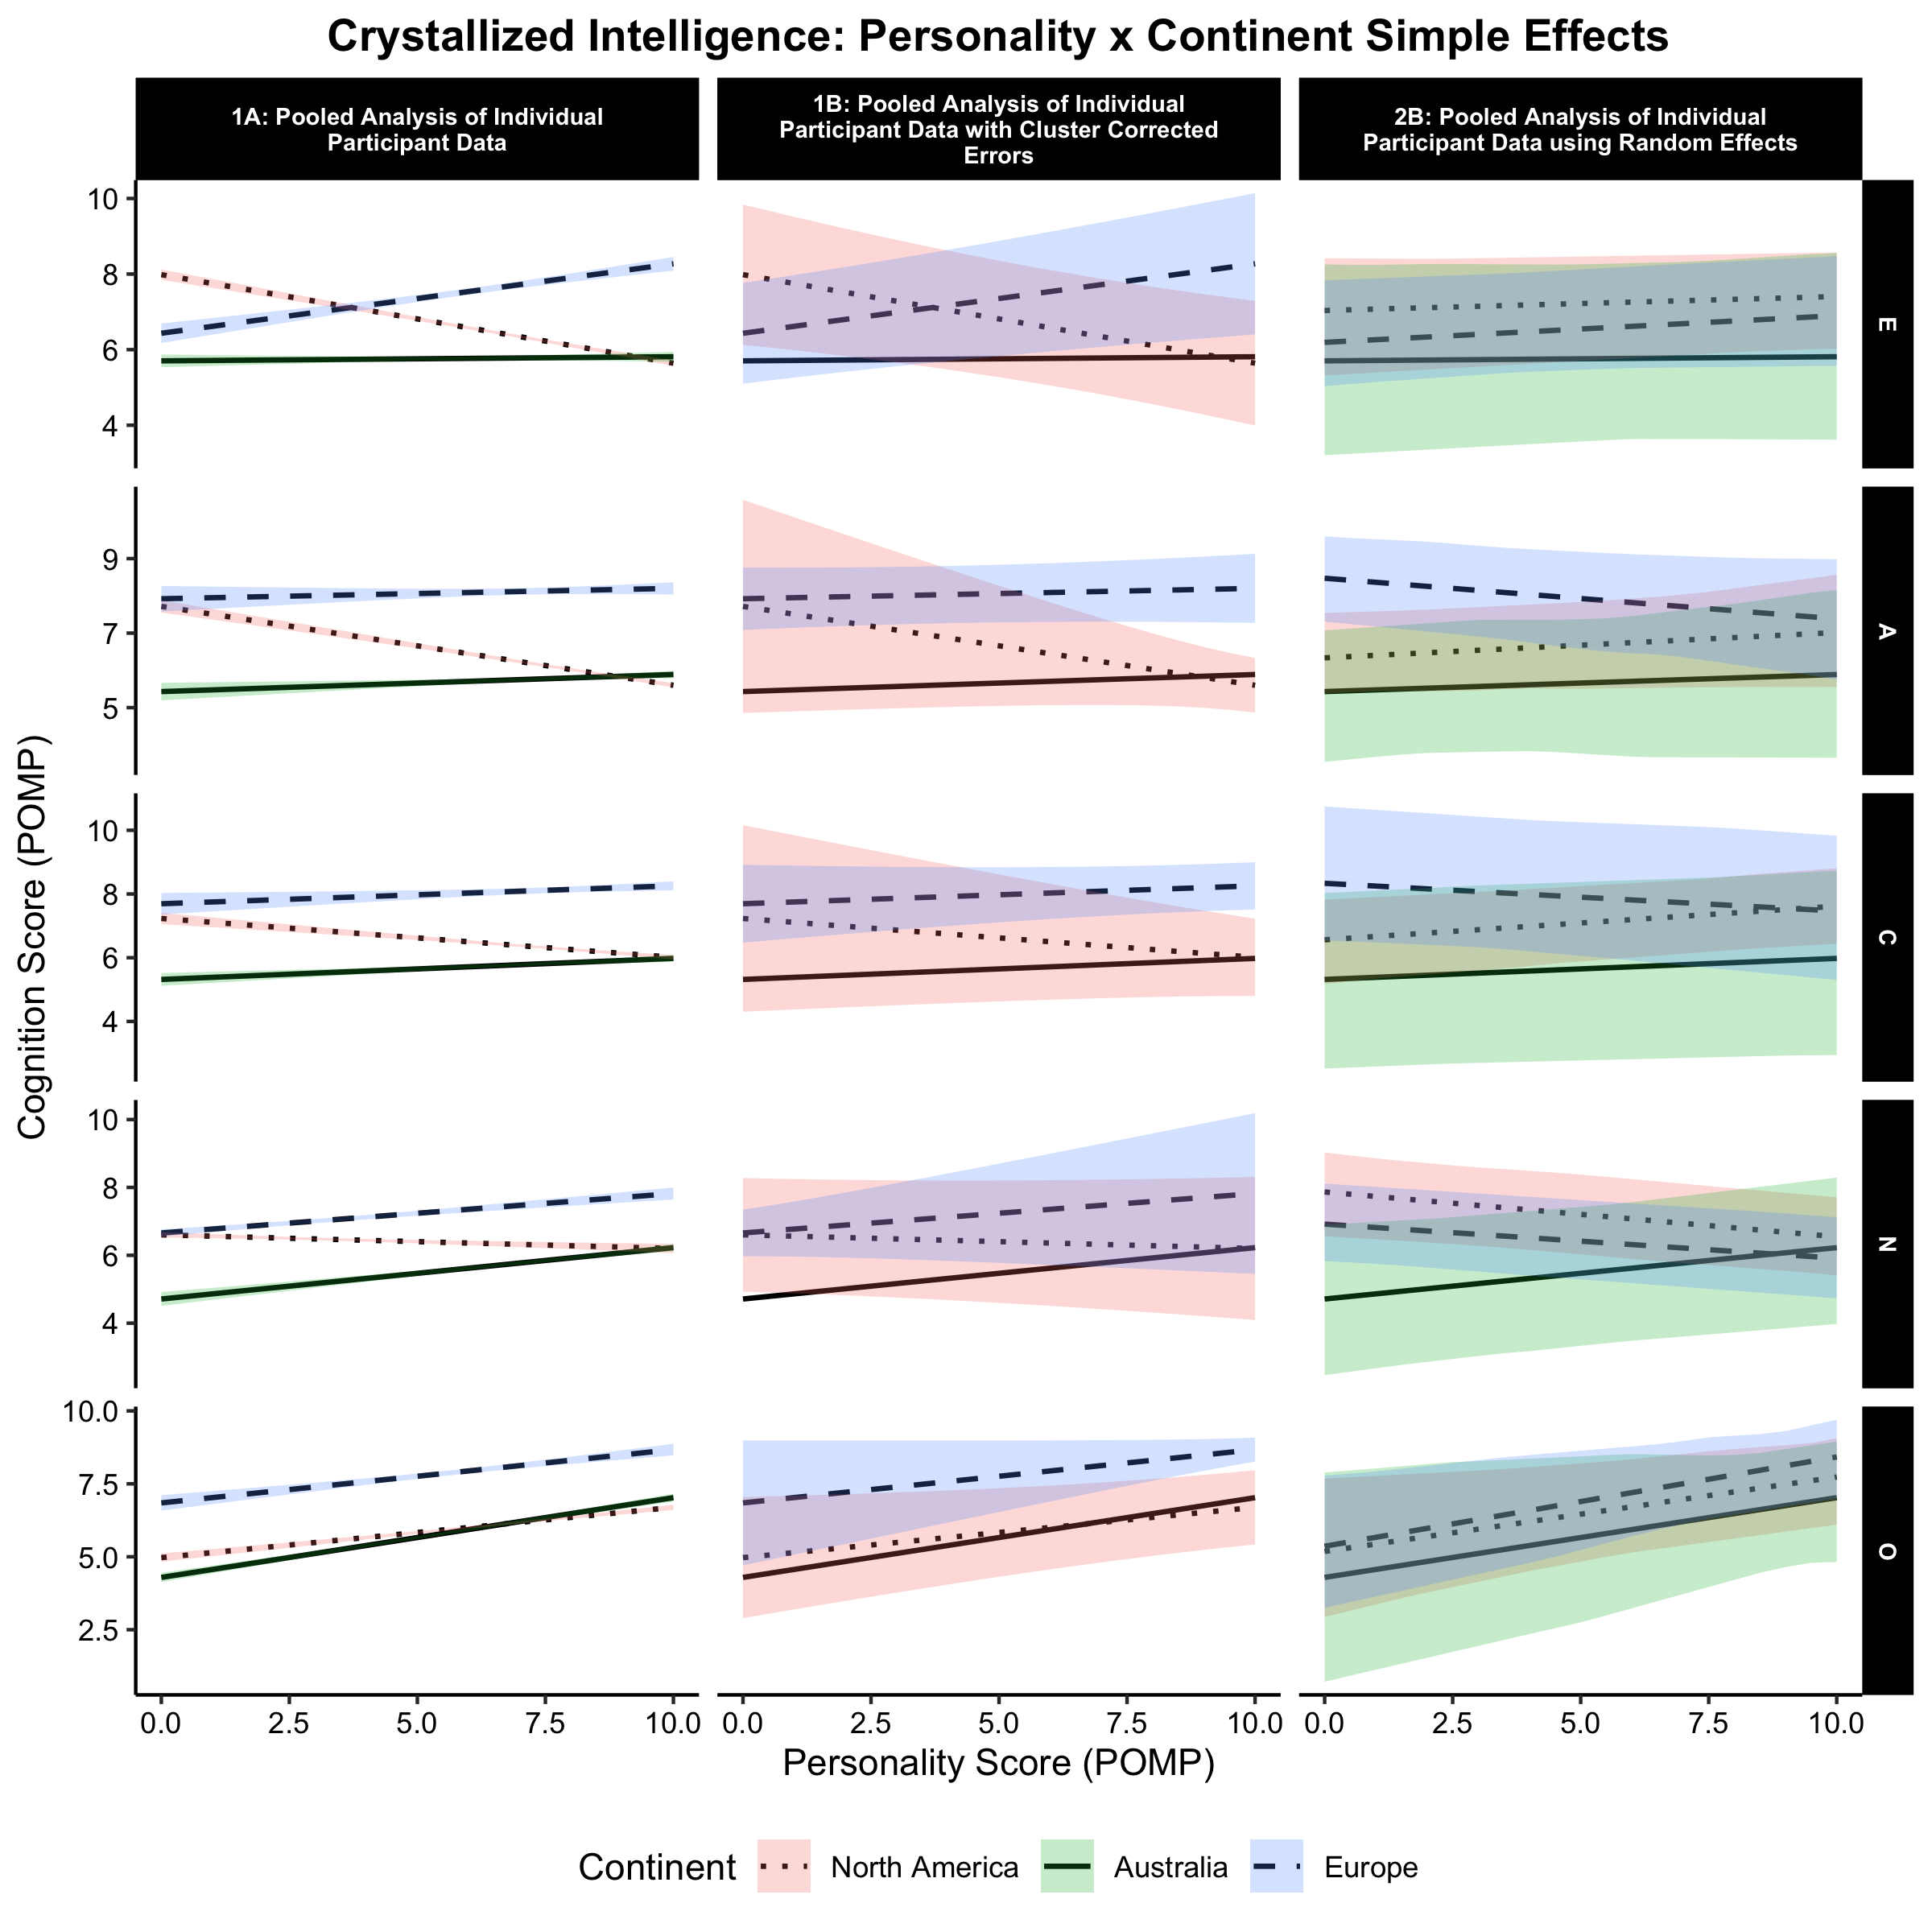 Crystallized Intelligence: Personality x Continent Simple Effects
1A: Pooled Analysis of Individual
Participant Data
1B: Pooled Analysis of Individual
Participant Data with Cluster Corrected
Errors
2B: Pooled Analysis of Individual
Participant Data using Random Effects
Cognition Score (POMP)
10
8
6
4
E
9
7
5
A
10
8
6
4
C
10
8
6
4
N
10.0
7.5
5.0
2.5
O
0.0 2.5 5.0 7.5 10.0
0.0 2.5 5.0 7.5 10.0
0.0 2.5 5.0 7.5 10.0
Personality Score (POMP)
Continent North America Australia Europe